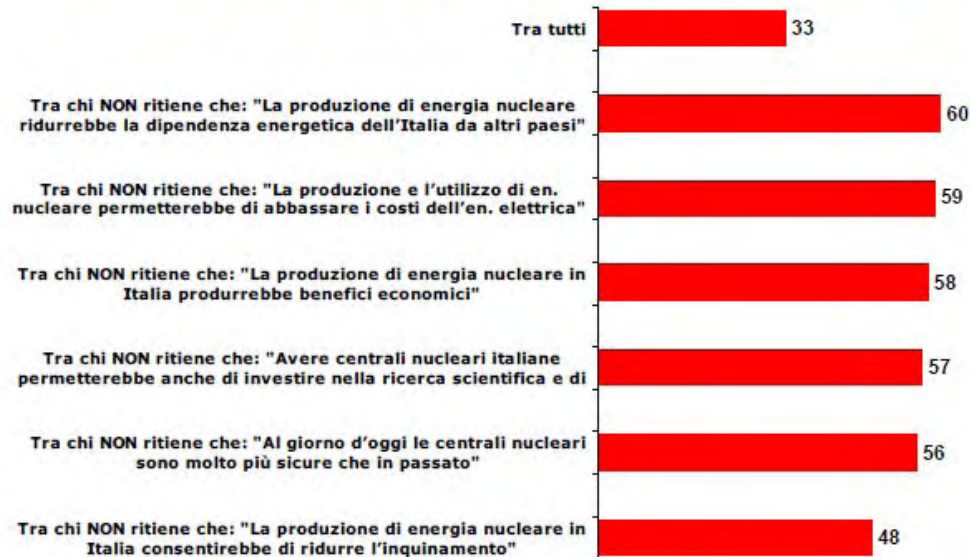 Tra tutti
33
Tra chi NON ritiene che: "La produzione di energia nucleare
ridurrebbe la dipendenza energetica dell'Italia da altri paesi"
60
Tra chi NON ritiene che: "La produzione e l'utilizzo di en.
nucleare permetterebbe di abbassare i costi dell'en. elettrica"
59
Tra chi NON ritiene che: "La produzione di energia nucleare in
Italia produrrebbe benefici economici"
58
Tra chi NON ritiene che: "Avere centrali nucleari italiane
permetterebbe anche di investire nella ricerca scientifica e di
57
Tra chi NON ritiene che: "Al giorno d'oggi le centrali nucleari
sono molto più sicure che in passato"
56
Tra chi NON ritiene che: "La produzione di energia nucleare in
Italia consentirebbe di ridurre l'inquinamento"
48